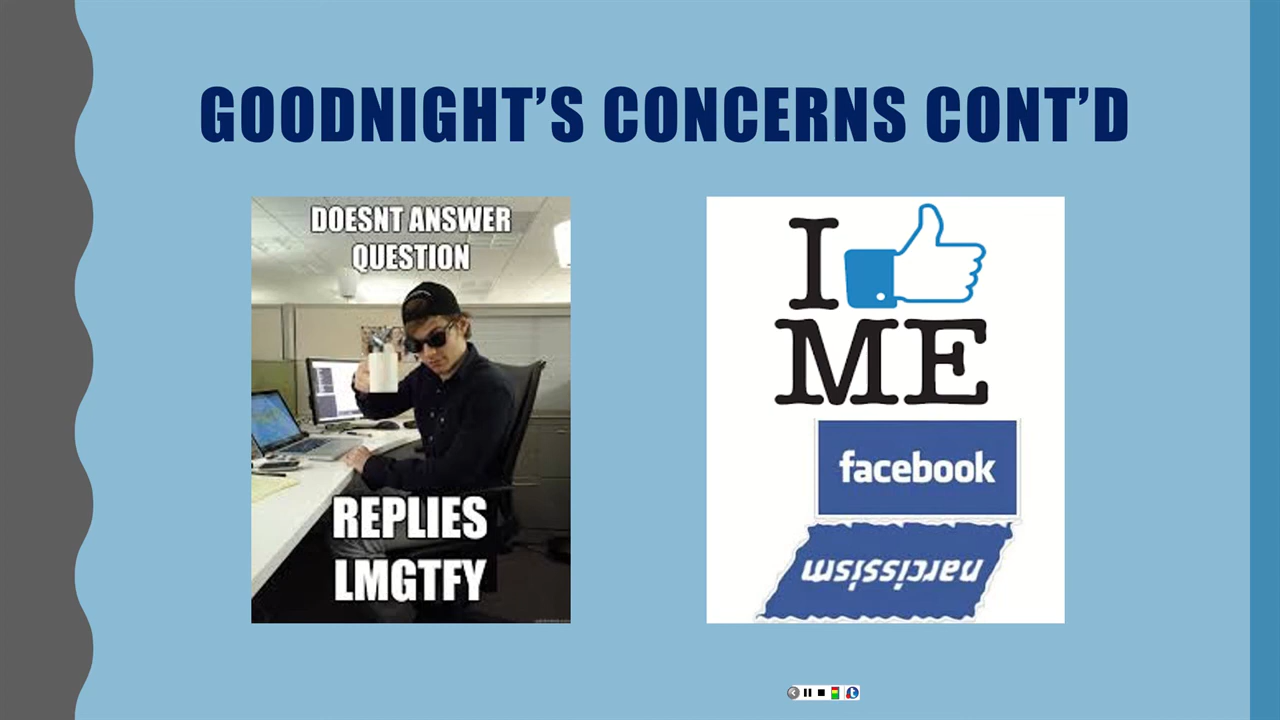 GOODNIGHT'S CONCERNS CONT'D
DOESNT ANSWER
QUESTION
REPLIES
LMGTFY
I
ME
facebook
narcissism